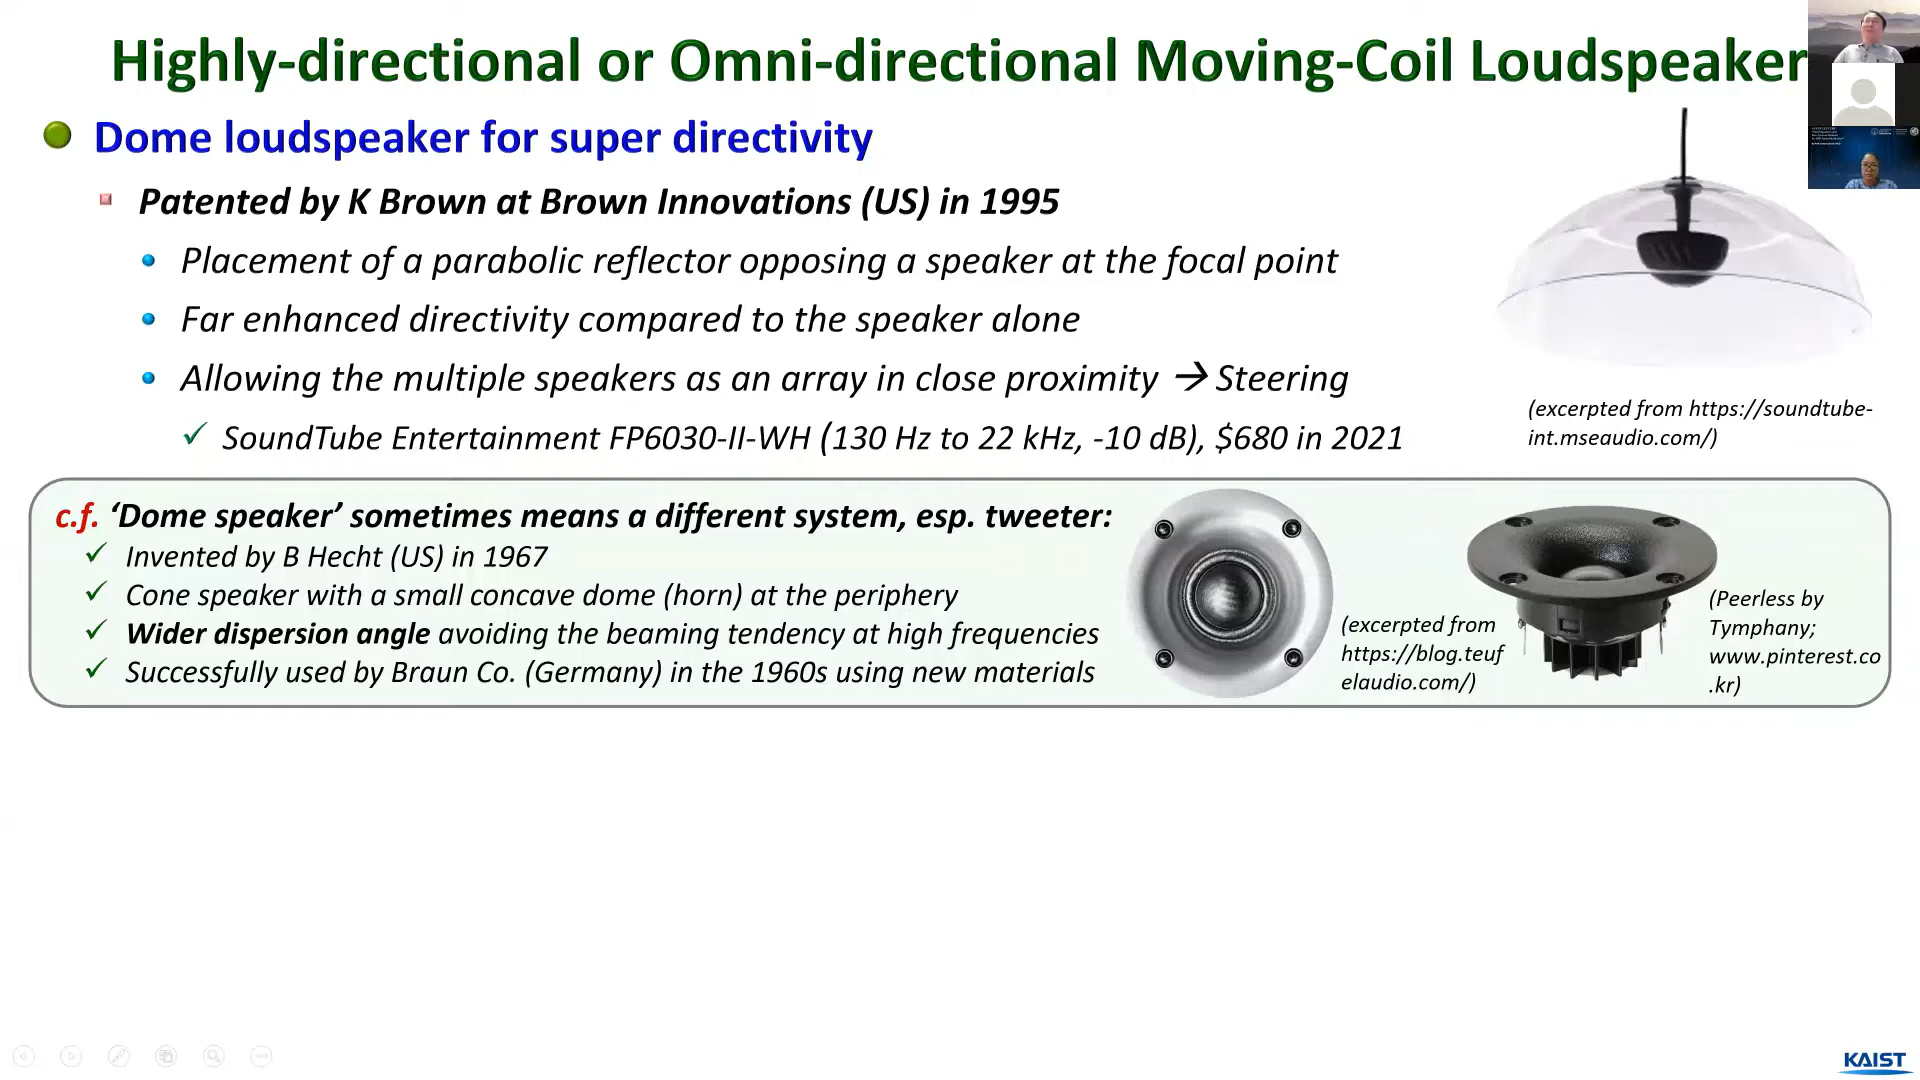 Highly-directional or Omni-directional Moving-Coil Loudspeaker
Dome loudspeaker for super directivity
Patented by K Brown at Brown Innovations (US) in 1995
Placement of a parabolic reflector opposing a speaker at the focal point
Far enhanced directivity compared to the speaker alone
Allowing the multiple speakers as an array in close proximity → Steering
✓ SoundTube Entertainment FP6030-II-WH (130 Hz to 22 kHz, -10 dB), $680 in 2021
(excerpted from https://soundtube-
int.mseaudio.com/)
c.f. ‘Dome speaker’ sometimes means a different system, esp. tweeter:
✓ Invented by B Hecht (US) in 1967
✓ Cone speaker with a small concave dome (horn) at the periphery
✓ Wider dispersion angle avoiding the beaming tendency at high frequencies
✓ Successfully used by Braun Co. (Germany) in the 1960s using new materials
(excerpted from
https://blog.teuf
elaudio.com/)
(Peerless by
Tymphany;
www.pinterest.co
.kr)
KAIST